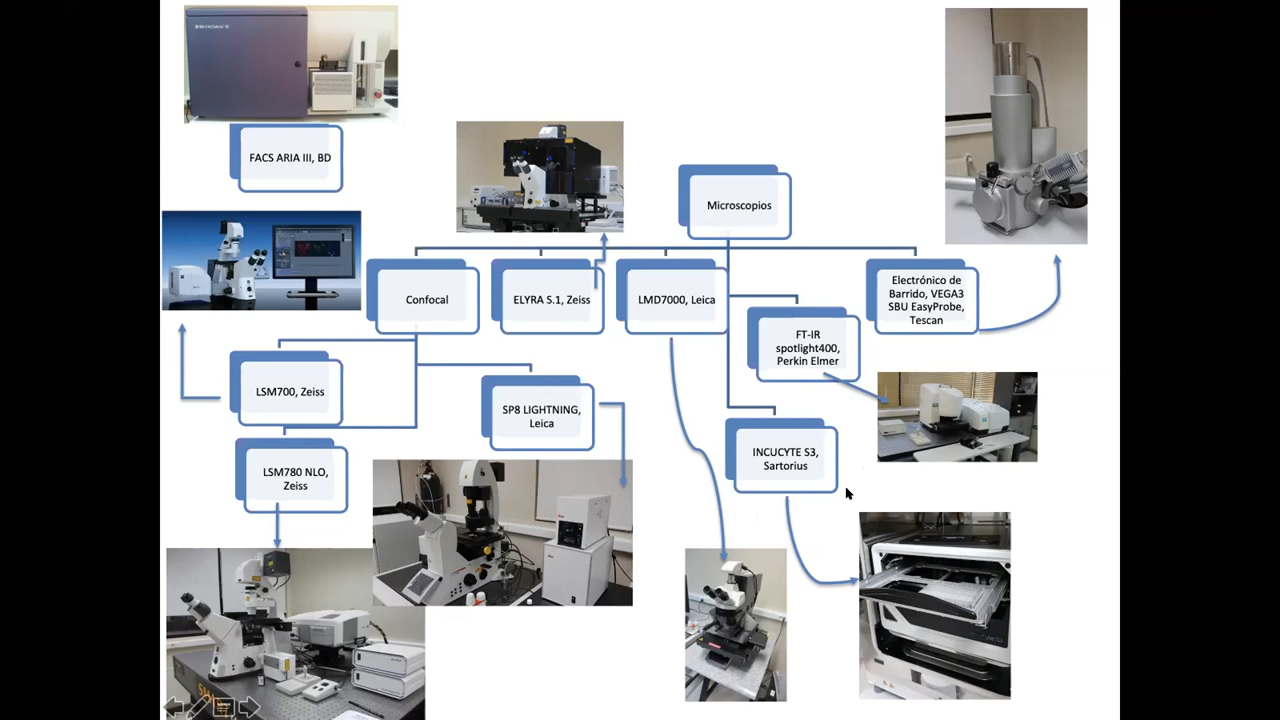 FACS ARIA III, BD
Microscopios
Confocal
ELYRA S.1, Zeiss
LMD7000, Leica
Electrónico de
Barrido, VEGA3
SBU EasyProbe,
Tescan
FT-IR
spotlight400,
Perkin Elmer
LSM700, Zeiss
SP8 LIGHTNING,
Leica
INCUCYTE S3,
Sartorius
LSM780 NLO,
Zeiss